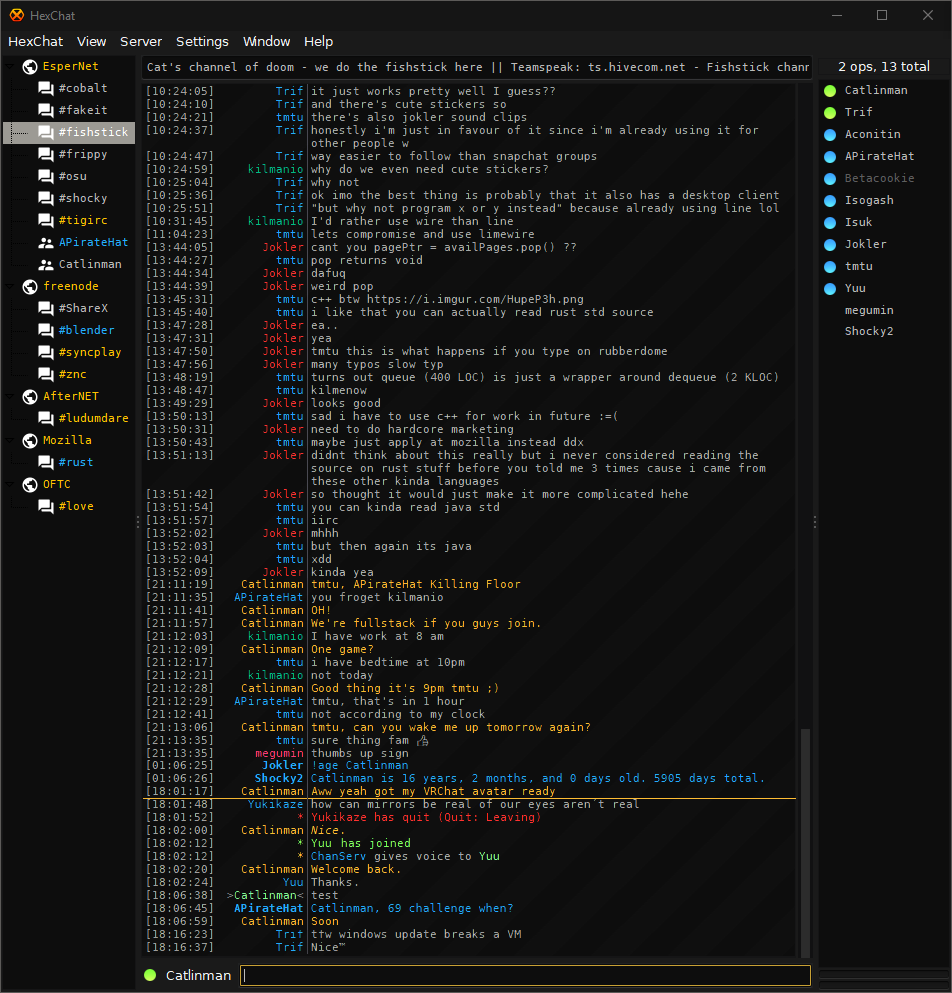 HexChat
HexChat View Server Settings Window Help
EsperNet
#cobalt
#fakeit
#fishstick
#frippy
#osu
#shocky
#tigirc
APirateHat
Catlinman
freenode
#ShareX
#blender
#syncplay
#znc
AfterNET
#ludumdare
Mozilla
#rust
OFTC
#love
Cat's channel of doom - we do the fishstick here || Teamspeak: ts.hivecom.net - Fishstick chann
[10:24:05] Trif it just works pretty well I guess??
[10:24:10] Trif and there's cute stickers so
[10:24:21] tmtu there's also jokler sound clips
[10:24:37] Trif honestly i'm just in favour of it since i'm already using it for
other people w
[10:24:47] Trif way easier to follow than snapchat groups
[10:24:59] kilmanio why do we even need cute stickers?
[10:25:04] Trif why not
[10:25:36] Trif ok imo the best thing is probably that it also has a desktop client
[10:25:51] Trif "but why not program x or y instead" because already using line lol
[10:31:45] kilmanio I'd rather use wire than line
[11:04:23] tmtu lets compromise and use limewire
[13:44:05] Jokler cant you pagePtr = availPages.pop() ??
[13:44:27] tmtu pop returns void
[13:44:34] Jokler dafuq
[13:44:39] Jokler weird pop
[13:45:31] tmtu c++ btw https://i.imgur.com/HupeP3h.png
[13:45:40] tmtu i like that you can actually read rust std source
[13:47:28] Jokler ea..
[13:47:31] Jokler yea
[13:47:50] Jokler tmtu this is what happens if you type on rubberdome
[13:47:56] Jokler many typos slow typ
[13:48:19] tmtu turns out queue (400 LOC) is just a wrapper around dequeue (2 KLOC)
[13:48:47] tmtu kilmenow
[13:49:29] Jokler looks good
[13:50:13] tmtu sad i have to use c++ for work in future :=(
[13:50:31] Jokler need to do hardcore marketing
[13:50:43] tmtu maybe just apply at mozilla instead ddx
[13:51:13] Jokler didnt think about this really but i never considered reading the
source on rust stuff before you told me 3 times cause i came from
these other kinda languages
[13:51:42] Jokler so thought it would just make it more complicated hehe
[13:51:54] tmtu you can kinda read java std
[13:51:57] tmtu iirc
[13:52:02] Jokler mhhh
[13:52:03] tmtu but then again its java
[13:52:04] tmtu xdd
[13:52:09] Jokler kinda yea
[21:11:19] Catlinman tmtu, APirateHat Killing Floor
[21:11:35] APirateHat you froget kilmanio
[21:11:41] Catlinman OH!
[21:11:57] Catlinman We're fullstack if you guys join.
[21:12:03] kilmanio I have work at 8 am
[21:12:09] Catlinman One game?
[21:12:17] tmtu i have bedtime at 10pm
[21:12:21] kilmanio not today
[21:12:28] Catlinman Good thing it's 9pm tmtu ;)
[21:12:29] APirateHat tmtu, that's in 1 hour
[21:12:41] tmtu not according to my clock
[21:13:06] Catlinman tmtu, can you wake me up tomorrow again?
[21:13:35] tmtu sure thing fam 👍
[21:13:35] megumin thumbs up sign
[01:06:25] Jokler !age Catlinman
[01:06:26] Shocky2 Catlinman is 16 years, 2 months, and 0 days old. 5905 days total.
[18:01:17] Catlinman Aww yeah got my VRChat avatar ready
[18:01:48] Yukikaze how can mirrors be real of our eyes aren't real
[18:01:52] * Yukikaze has quit (Quit: Leaving)
[18:02:00] Catlinman Nice.
[18:02:12] * Yuu has joined
[18:02:12] * ChanServ gives voice to Yuu
[18:02:20] Catlinman Welcome back.
[18:02:24] Yuu Thanks.
[18:06:38] >Catlinman< test
[18:06:45] APirateHat Catlinman, 69 challenge when?
[18:06:59] Catlinman Soon
[18:16:23] Trif tfw windows update breaks a VM
[18:16:37] Trif Nice™
Catlinman
2 ops, 13 total
Catlinman
Trif
Aconitin
APirateHat
Betacookie
Isogash
Isuk
Jokler
tmtu
Yuu
megumin
Shocky2